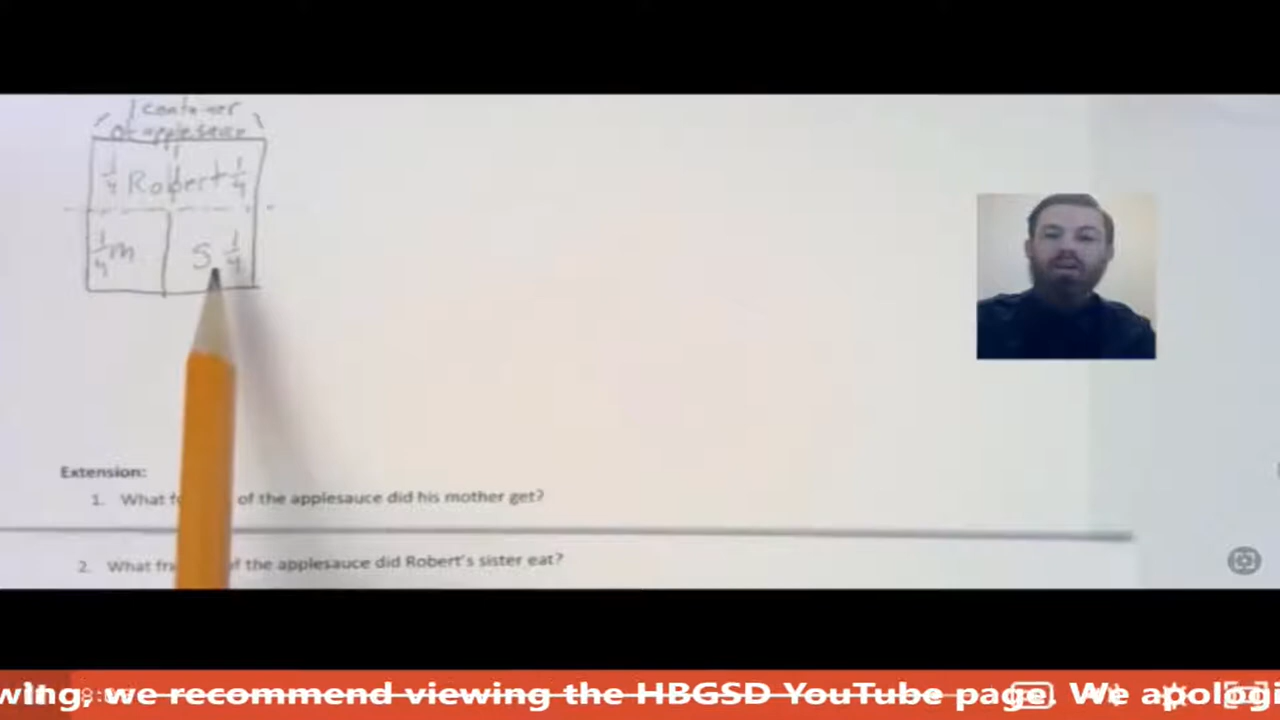 1 container
of applesauce
1/4 Robert 1/4
1/4 m S 1/4
Extension:
1. What of the applesauce did his mother get?
2. What of the applesauce did Robert's sister eat?
wing, we recommend viewing the HBGSD YouTube page. We apologi